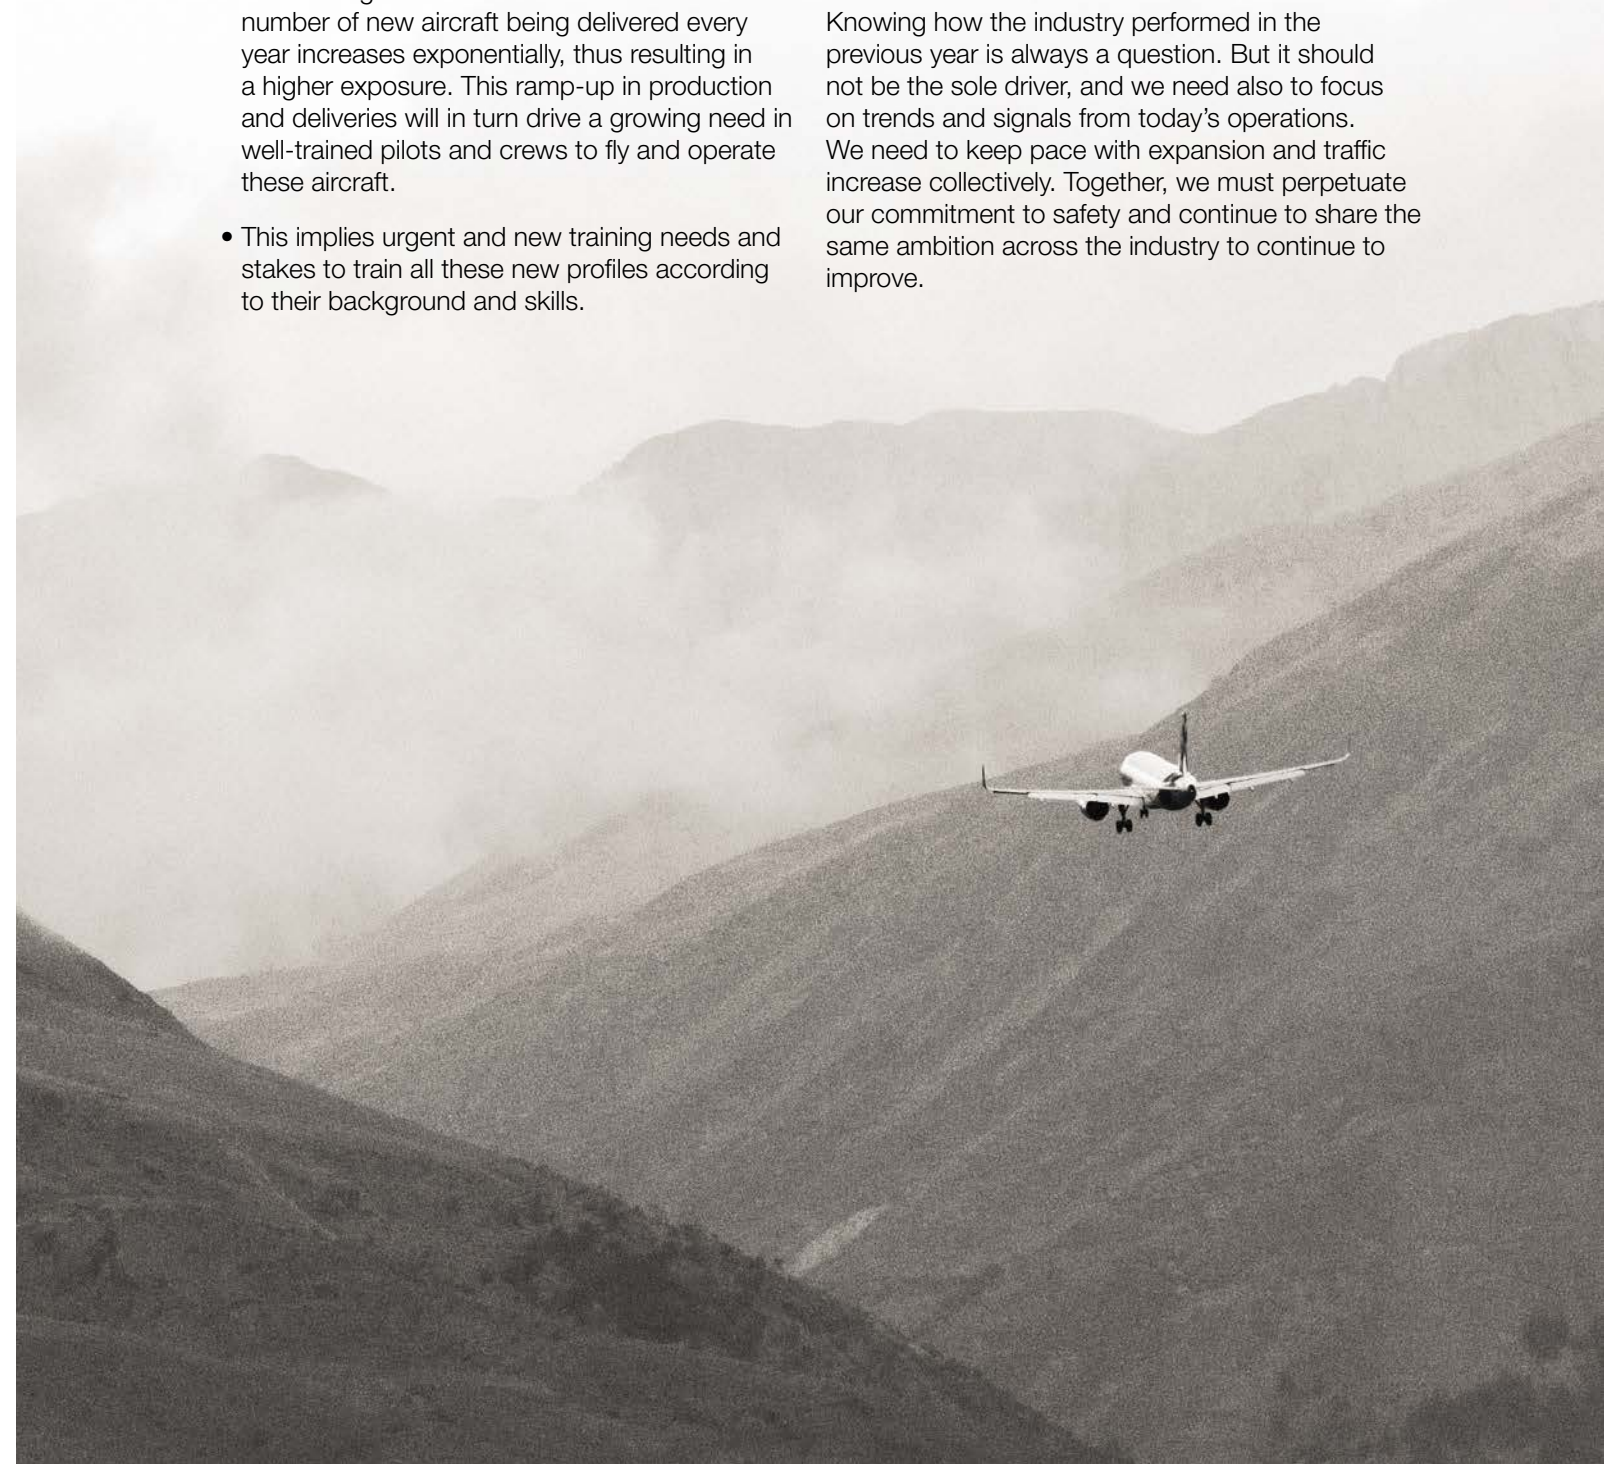 number of new aircraft being delivered every
year increases exponentially, thus resulting in
a higher exposure. This ramp-up in production
and deliveries will in turn drive a growing need in
well-trained pilots and crews to fly and operate
these aircraft.
• This implies urgent and new training needs and
stakes to train all these new profiles according
to their background and skills.
Knowing how the industry performed in the
previous year is always a question. But it should
not be the sole driver, and we need also to focus
on trends and signals from today’s operations.
We need to keep pace with expansion and traffic
increase collectively. Together, we must perpetuate
our commitment to safety and continue to share the
same ambition across the industry to continue to
improve.